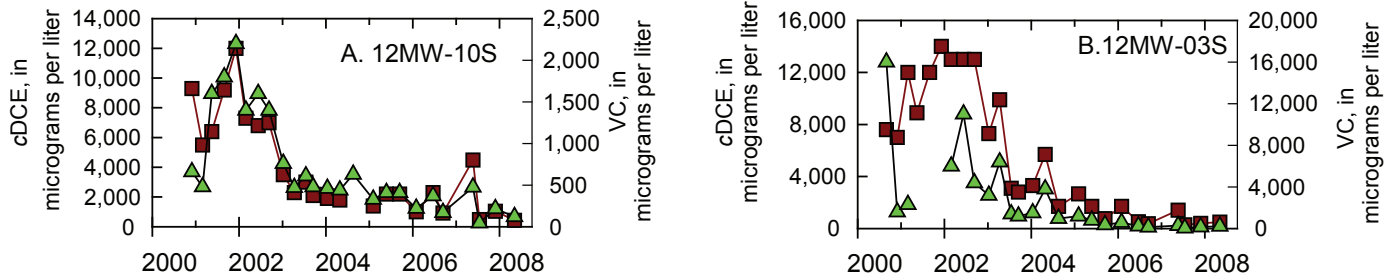 A. 12MW-10S
cDCE, in
micrograms per liter
14,000
12,000
10,000
8,000
6,000
4,000
2,000
0
2,500
2,000
1,500
1,000
500
0
VC, in
micrograms per liter
2000 2002 2004 2006 2008
B.12MW-03S
cDCE, in
micrograms per liter
16,000
12,000
8,000
4,000
0
20,000
16,000
12,000
8,000
4,000
0
VC, in
micrograms per liter
2000 2002 2004 2006 2008